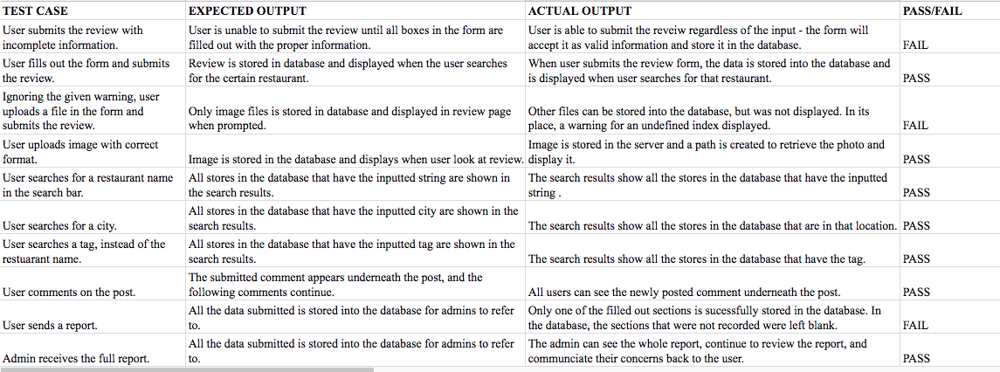 TEST CASE EXPECTED OUTPUT ACTUAL OUTPUT PASS/FAIL
User submits the review with
incomplete information.
User is unable to submit the review until all boxes in the form are
filled out with the proper information.
User is able to submit the reveiw regardless of the input - the form will
accept it as valid information and store it in the database.
FAIL
User fills out the form and submits
the review.
Review is stored in database and displayed when the user searches
for the certain restaurant.
When user submits the review form, the data is stored into the database and
is displayed when user searches for that restaurant.
PASS
Ignoring the given warning, user
uploads a file in the form and
submits the review.
Only image files is stored in database and displayed in review page
when prompted.
Other files can be stored into the database, but was not displayed. In its
place, a warning for an undefined index displayed.
FAIL
User uploads image with correct
format.
Image is stored in the database and displays when user look at review.
Image is stored in the server and a path is created to retrieve the photo and
display it.
PASS
User searches for a restaurant name
in the search bar.
All stores in the database that have the inputted string are shown in
the search results.
The search results show all the stores in the database that have the inputted
string .
PASS
User searches for a city.
All stores in the database that have the inputted city are shown in the
search results.
The search results show all the stores in the database that are in that location.
PASS
User searches a tag, instead of the
restuarant name.
All stores in the database that have the inputted tag are shown in the
search results.
The search results show all the stores in the database that have the tag.
PASS
User comments on the post.
The submitted comment appears underneath the post, and the
following comments continue.
All users can see the newly posted comment underneath the post.
PASS
User sends a report.
All the data submitted is stored into the database for admins to refer
to.
Only one of the filled out sections is sucessfully stored in the database. In
the database, the sections that were not recorded were left blank.
FAIL
Admin receives the full report.
All the data submitted is stored into the database for admins to refer
to.
The admin can see the whole report, continue to review the report, and
communciate their concerns back to the user.
PASS